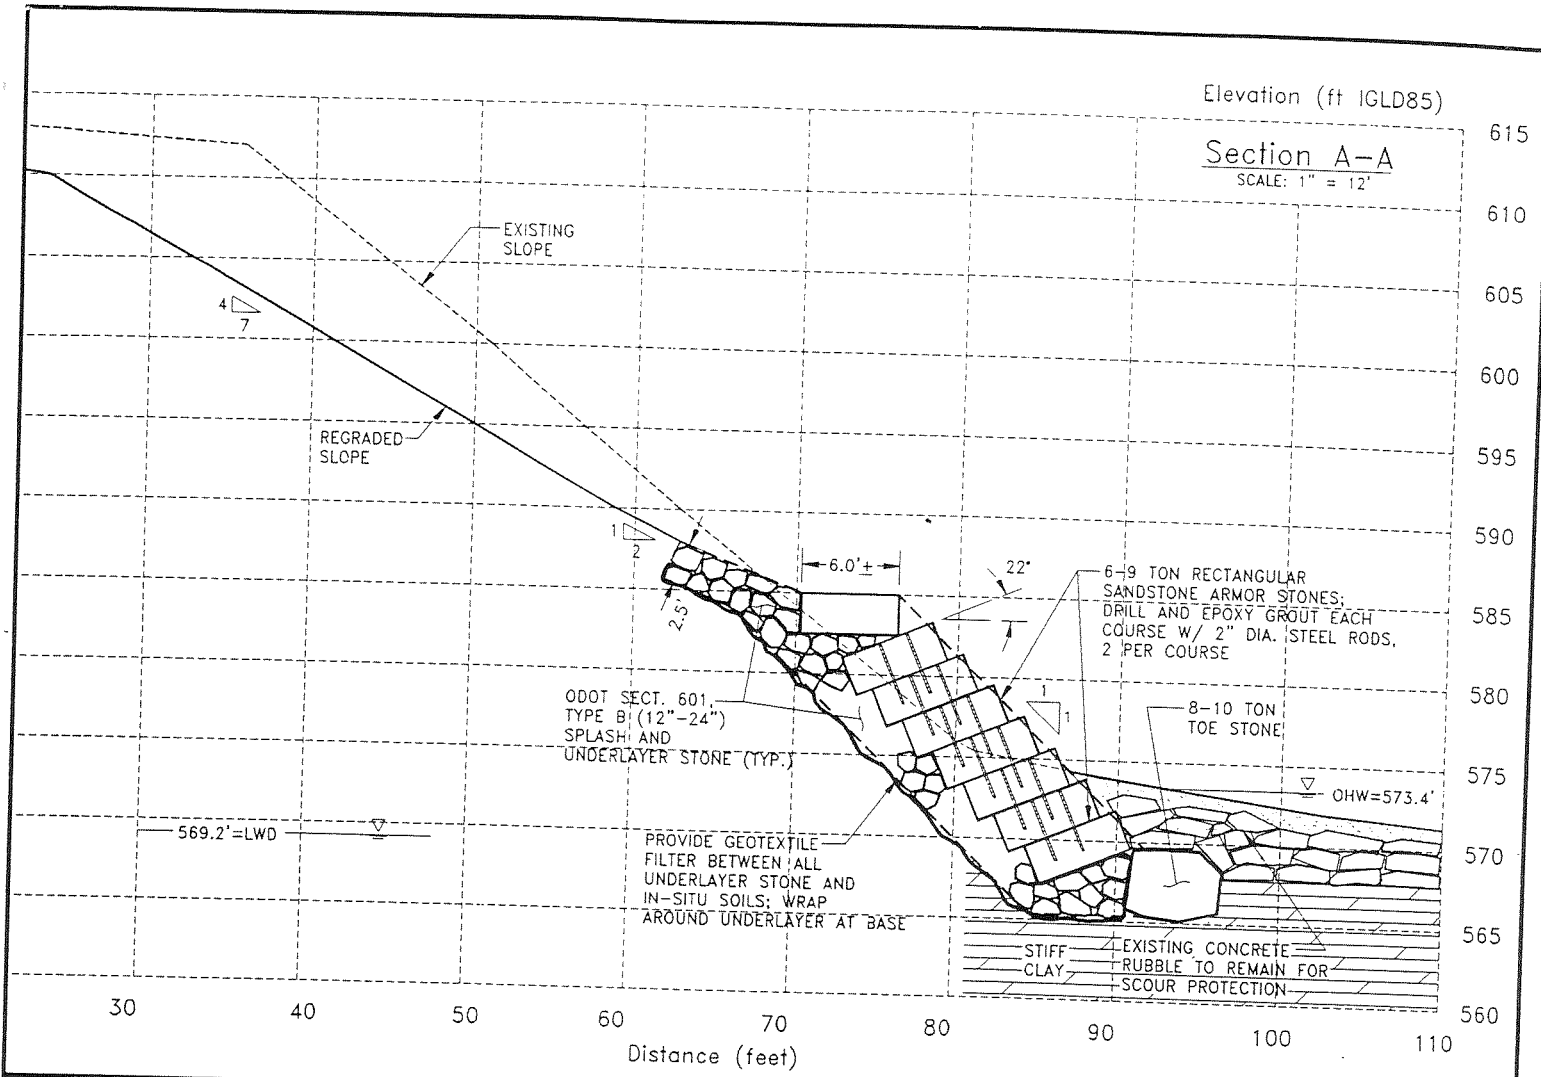 Elevation (ft IGLD85)
Section A-A
SCALE: 1" = 12'
615
610
605
600
595
590
585
580
575
570
565
560
EXISTING
SLOPE
4
7
REGRADED
SLOPE
1
2
2.5'
6.0'±
22°
6-9 TON RECTANGULAR
SANDSTONE ARMOR STONES;
DRILL AND EPOXY GROUT EACH
COURSE W/ 2" DIA. STEEL RODS,
2 PER COURSE
1
1
8-10 TON
TOE STONE
ODOT SECT. 601,
TYPE B (12"-24")
SPLASH AND
UNDERLAYER STONE (TYP.)
OHW=573.4'
569.2'=LWD
PROVIDE GEOTEXTILE
FILTER BETWEEN ALL
UNDERLAYER STONE AND
IN-SITU SOILS; WRAP
AROUND UNDERLAYER AT BASE
STIFF
CLAY
EXISTING CONCRETE
RUBBLE TO REMAIN FOR
SCOUR PROTECTION
30 40 50 60 70 80 90 100 110
Distance (feet)